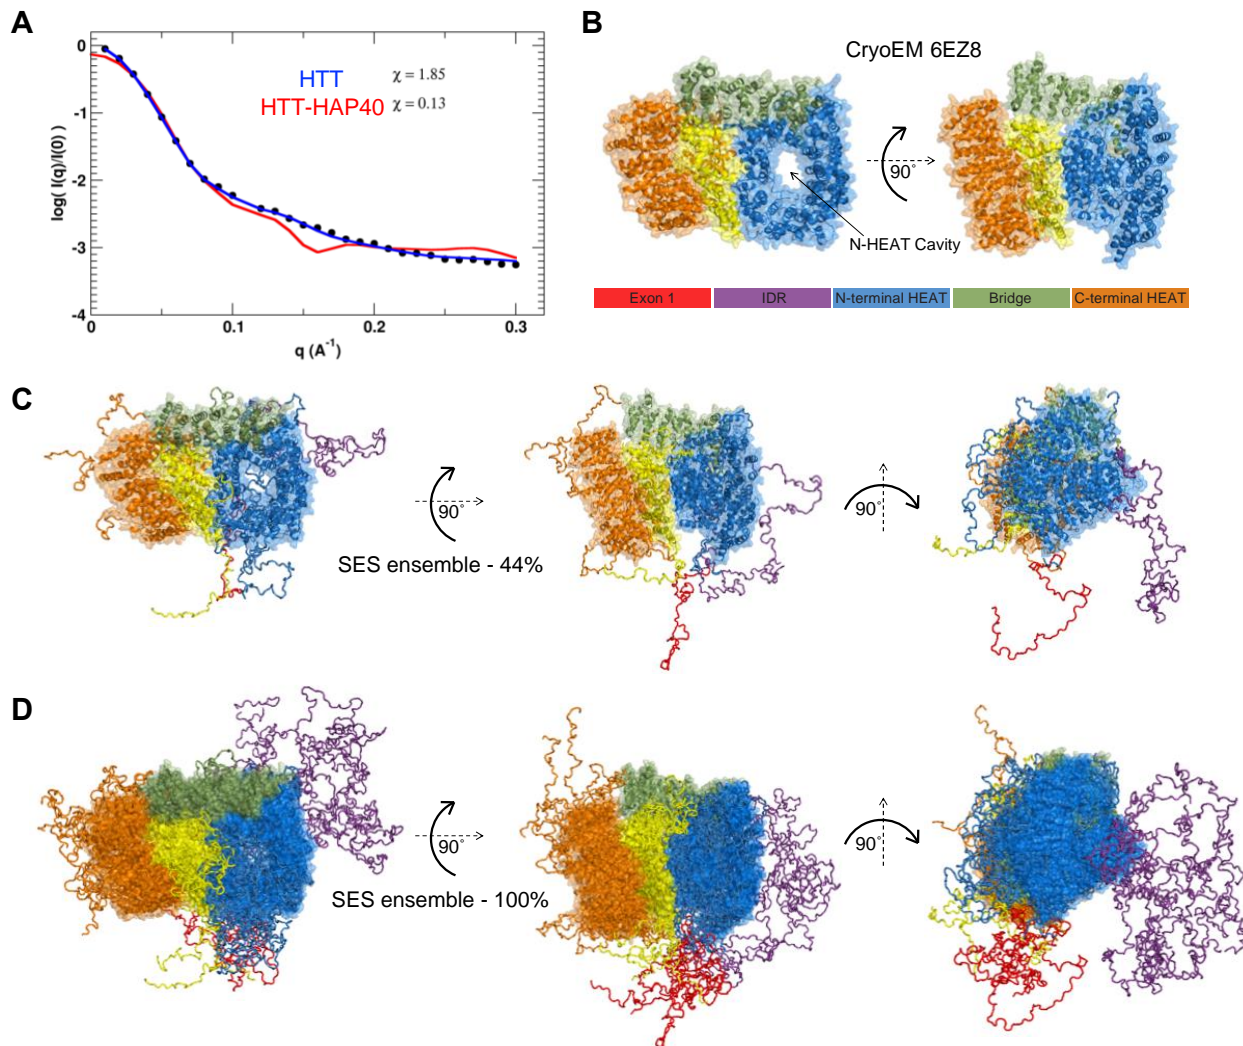 A
HTT χ = 1.85
HTT-HAP40 χ = 0.13
log( I(q)/I(0) )
0
-1
-2
-3
-4
0 0.1 0.2 0.3
q (A⁻¹)
B
CryoEM 6EZ8
90°
N-HEAT Cavity
Exon 1 IDR N-terminal HEAT Bridge C-terminal HEAT
C
90°
SES ensemble - 44%
90°
D
90°
SES ensemble - 100%
90°